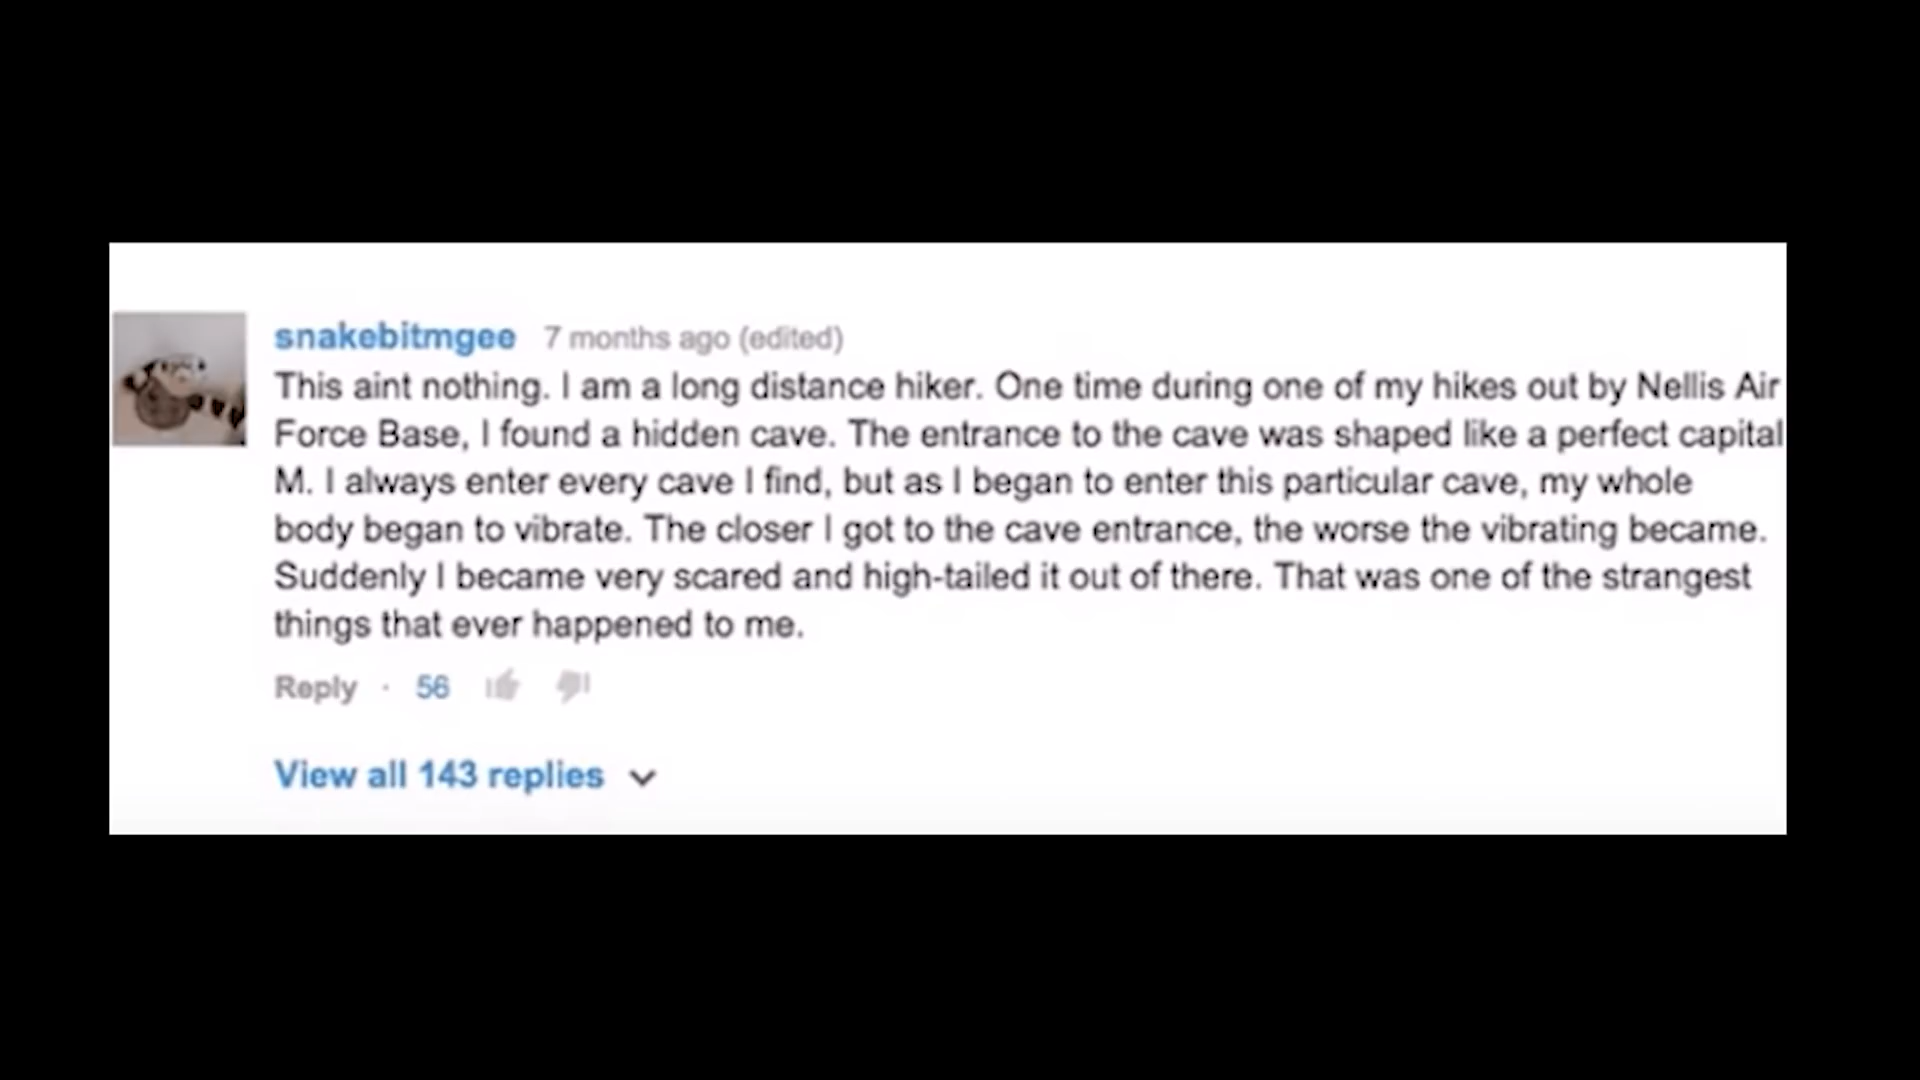 snakebitmgee 7 months ago (edited)
This aint nothing. I am a long distance hiker. One time during one of my hikes out by Nellis Air
Force Base, I found a hidden cave. The entrance to the cave was shaped like a perfect capital
M. I always enter every cave I find, but as I began to enter this particular cave, my whole
body began to vibrate. The closer I got to the cave entrance, the worse the vibrating became.
Suddenly I became very scared and high-tailed it out of there. That was one of the strangest
things that ever happened to me.
Reply · 56
View all 143 replies